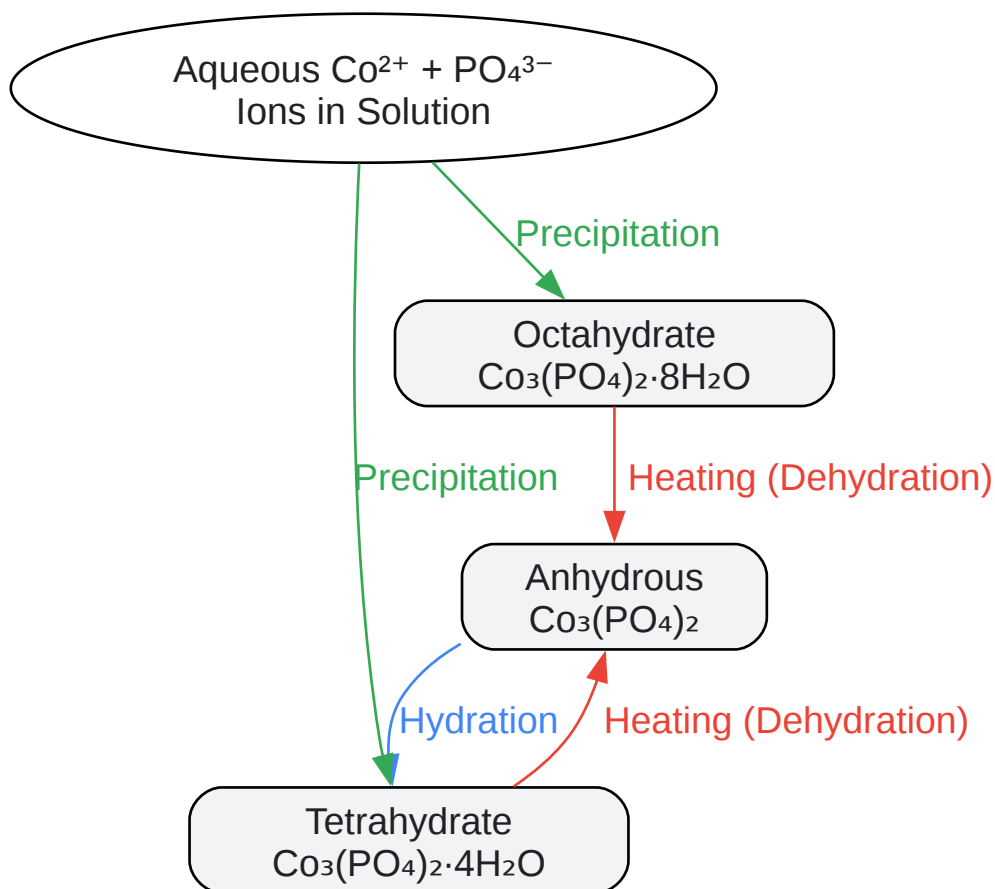 Aqueous Co²⁺ + PO₄³⁻
Ions in Solution
Precipitation
Octahydrate
Co₃(PO₄)₂·8H₂O
Precipitation
Heating (Dehydration)
Anhydrous
Co₃(PO₄)₂
Hydration
Heating (Dehydration)
Tetrahydrate
Co₃(PO₄)₂·4H₂O